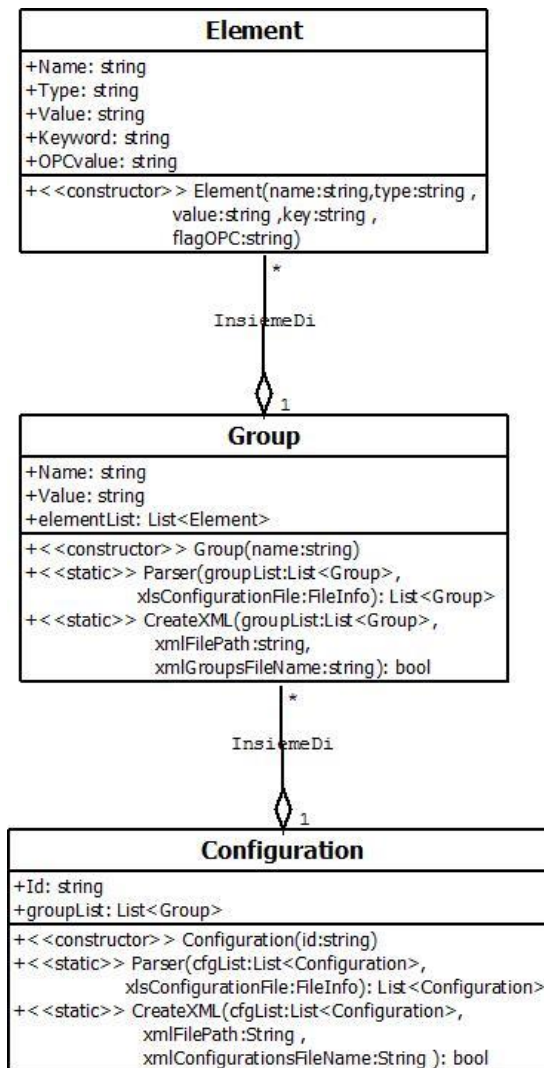 Element
+Name: string
+Type: string
+Value: string
+Keyword: string
+OPCvalue: string
+<<constructor>> Element(name:string,type:string ,
value:string ,key:string ,
flagOPC:string)
*
InsiemeDi
1
Group
+Name: string
+Value: string
+elementList: List<Element>
+<<constructor>> Group(name:string)
+<<static>> Parser(groupList:List<Group>,
xlsConfigurationFile:FileInfo): List<Group>
+<<static>> CreateXML(groupList:List<Group>,
xmlFilePath:string,
xmlGroupsFileName:string): bool
*
InsiemeDi
1
Configuration
+Id: string
+groupList: List<Group>
+<<constructor>> Configuration(id:string)
+<<static>> Parser(cfgList:List<Configuration>,
xlsConfigurationFile:FileInfo): List<Configuration>
+<<static>> CreateXML(cfgList:List<Configuration>,
xmlFilePath:String ,
xmlConfigurationsFileName:String ): bool